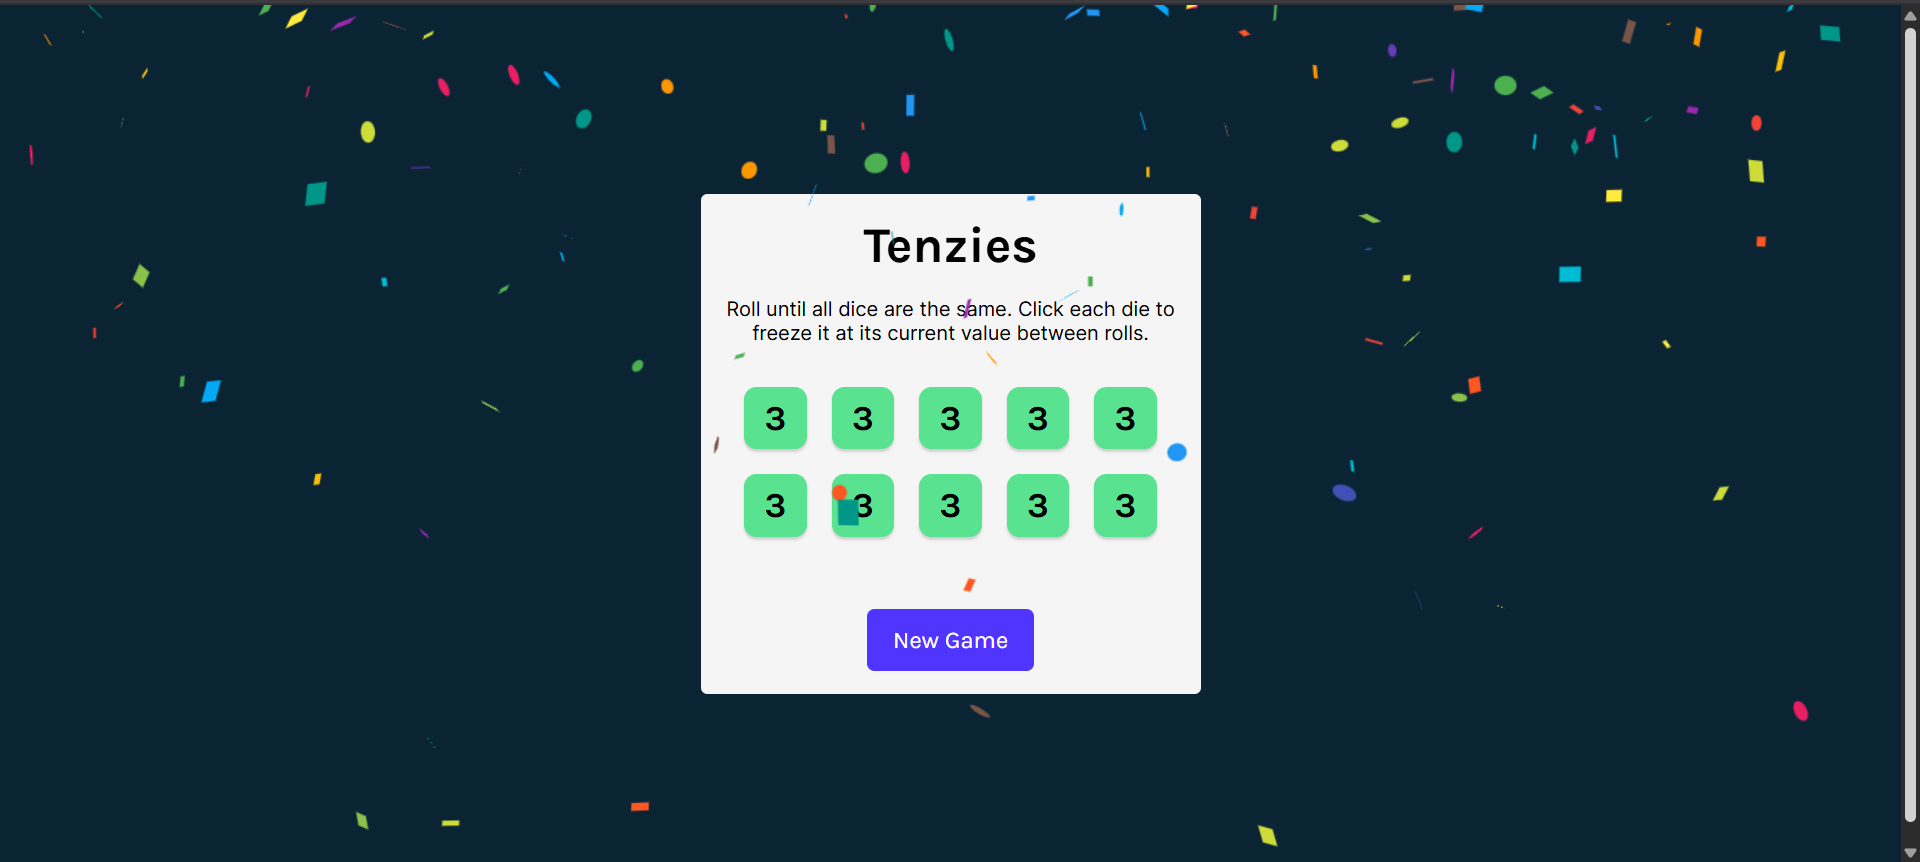 Tenzies
Roll until all dice are the same. Click each die to
freeze it at its current value between rolls.
3 3 3 3 3
3 3 3 3 3
New Game